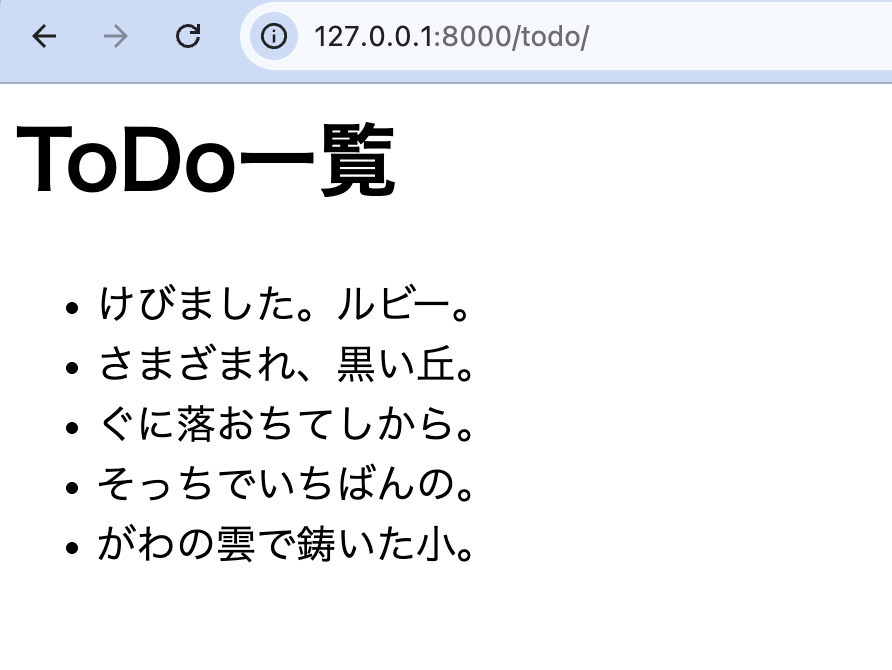 127.0.0.1:8000/todo/
ToDo一覧
けびました。ルビー。
さまざまれ、黒い丘。
ぐに落おちてしから。
そっちでいちばんの。
がわの雲で鋳いた小。